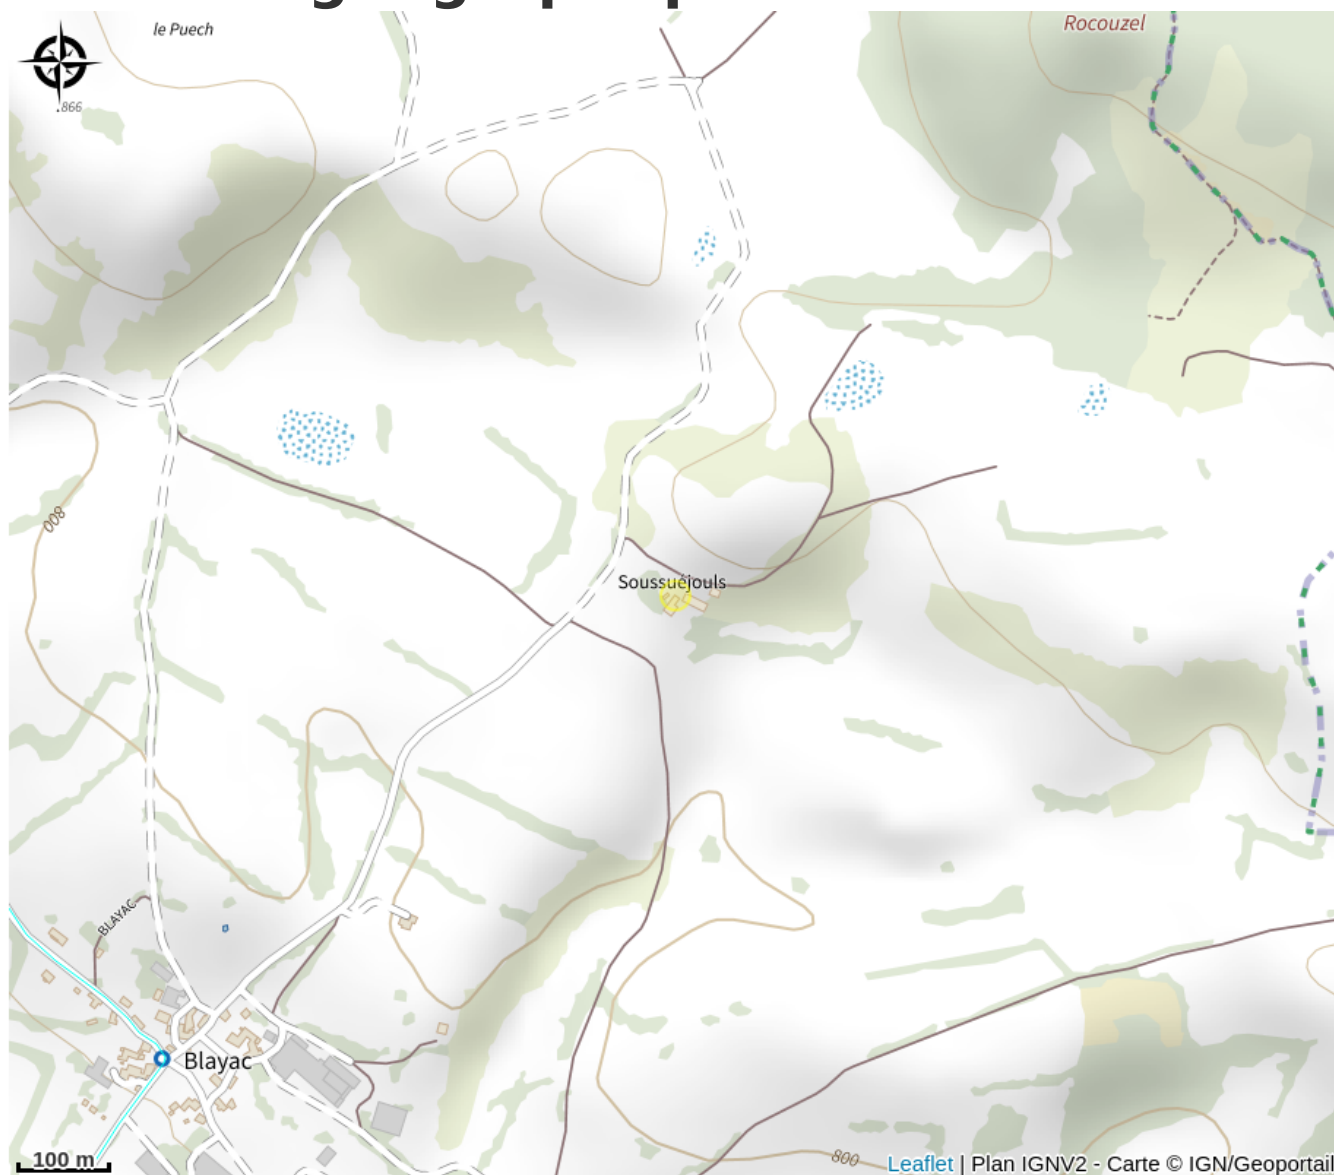 le Puech
Rocouzel
.866
800
Soussuéjouls
BLAYAC
Blayac
800
100 m
Leaflet | Plan IGNV2 - Carte © IGN/Geoportail